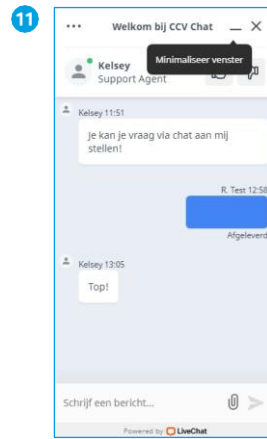 11
... Welkom bij CCV Chat
Minimaliseer venster
Kelsey
Support Agent
Kelsey 11:51
Je kan je vraag via chat aan mij
stellen!
R. Test 12:58
Afgeleverd
Kelsey 13:05
Top!
Schrijf een bericht...
Powered by LiveChat